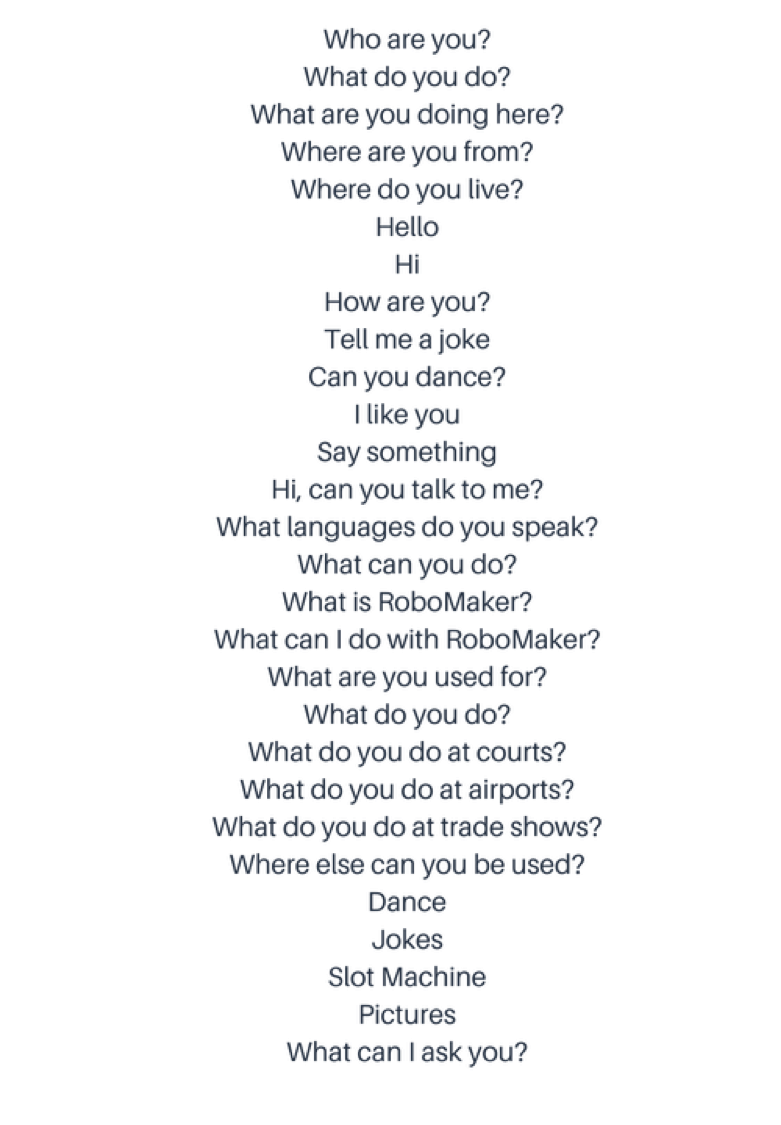 Who are you?
What do you do?
What are you doing here?
Where are you from?
Where do you live?
Hello
Hi
How are you?
Tell me a joke
Can you dance?
I like you
Say something
Hi, can you talk to me?
What languages do you speak?
What can you do?
What is RoboMaker?
What can I do with RoboMaker?
What are you used for?
What do you do?
What do you do at courts?
What do you do at airports?
What do you do at trade shows?
Where else can you be used?
Dance
Jokes
Slot Machine
Pictures
What can I ask you?